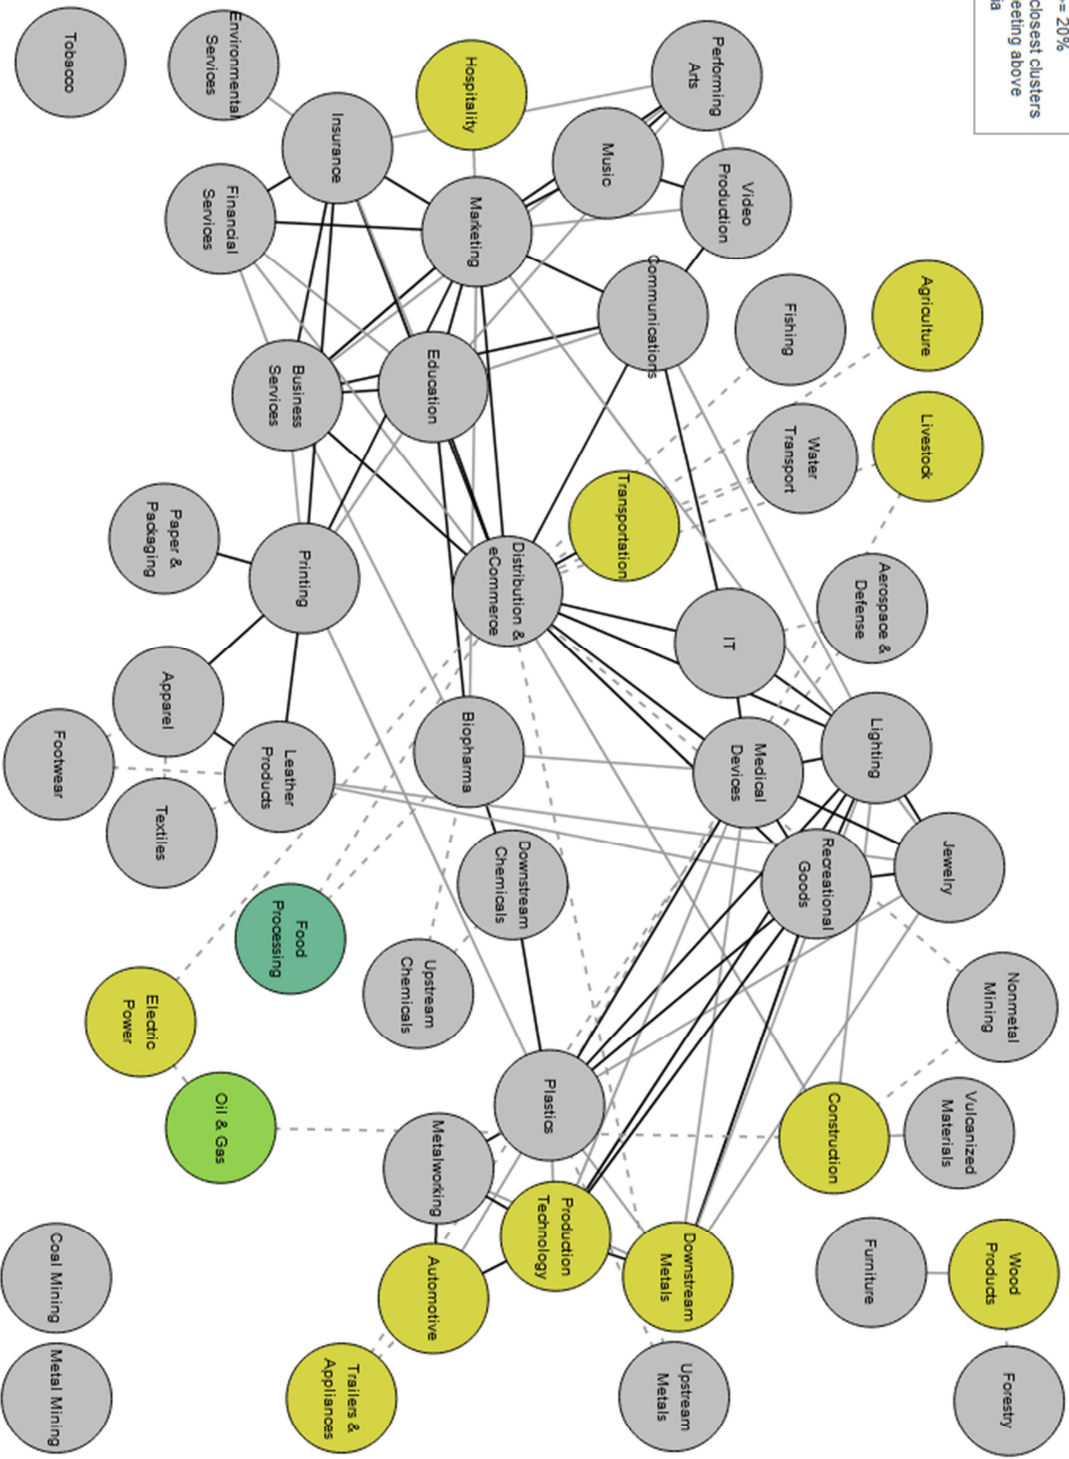 = 20%
closest clusters
eeting above
ia
Nonmetal
Mining
Wood
Products
Forestry
Agriculture
Livestock
Jewelry
Vulcanized
Materials
Aerospace &
Defense
Lighting
Furniture
Fishing
Water
Transport
Recreational
Goods
Construction
Performing
Arts
Video
Production
IT
Medical
Devices
Downstream
Metals
Upstream
Metals
Music
Communications
Transportation
Plastics
Production
Technology
Hospitality
Marketing
Distribution &
eCommerce
Downstream
Chemicals
Education
Biopharma
Upstream
Chemicals
Metalworking
Automotive
Insurance
Business
Services
Printing
Leather
Products
Food
Processing
Trailers &
Appliances
Environmental
Services
Financial
Services
Oil & Gas
Paper &
Packaging
Apparel
Textiles
Electric
Power
Tobacco
Footwear
Coal Mining
Metal Mining